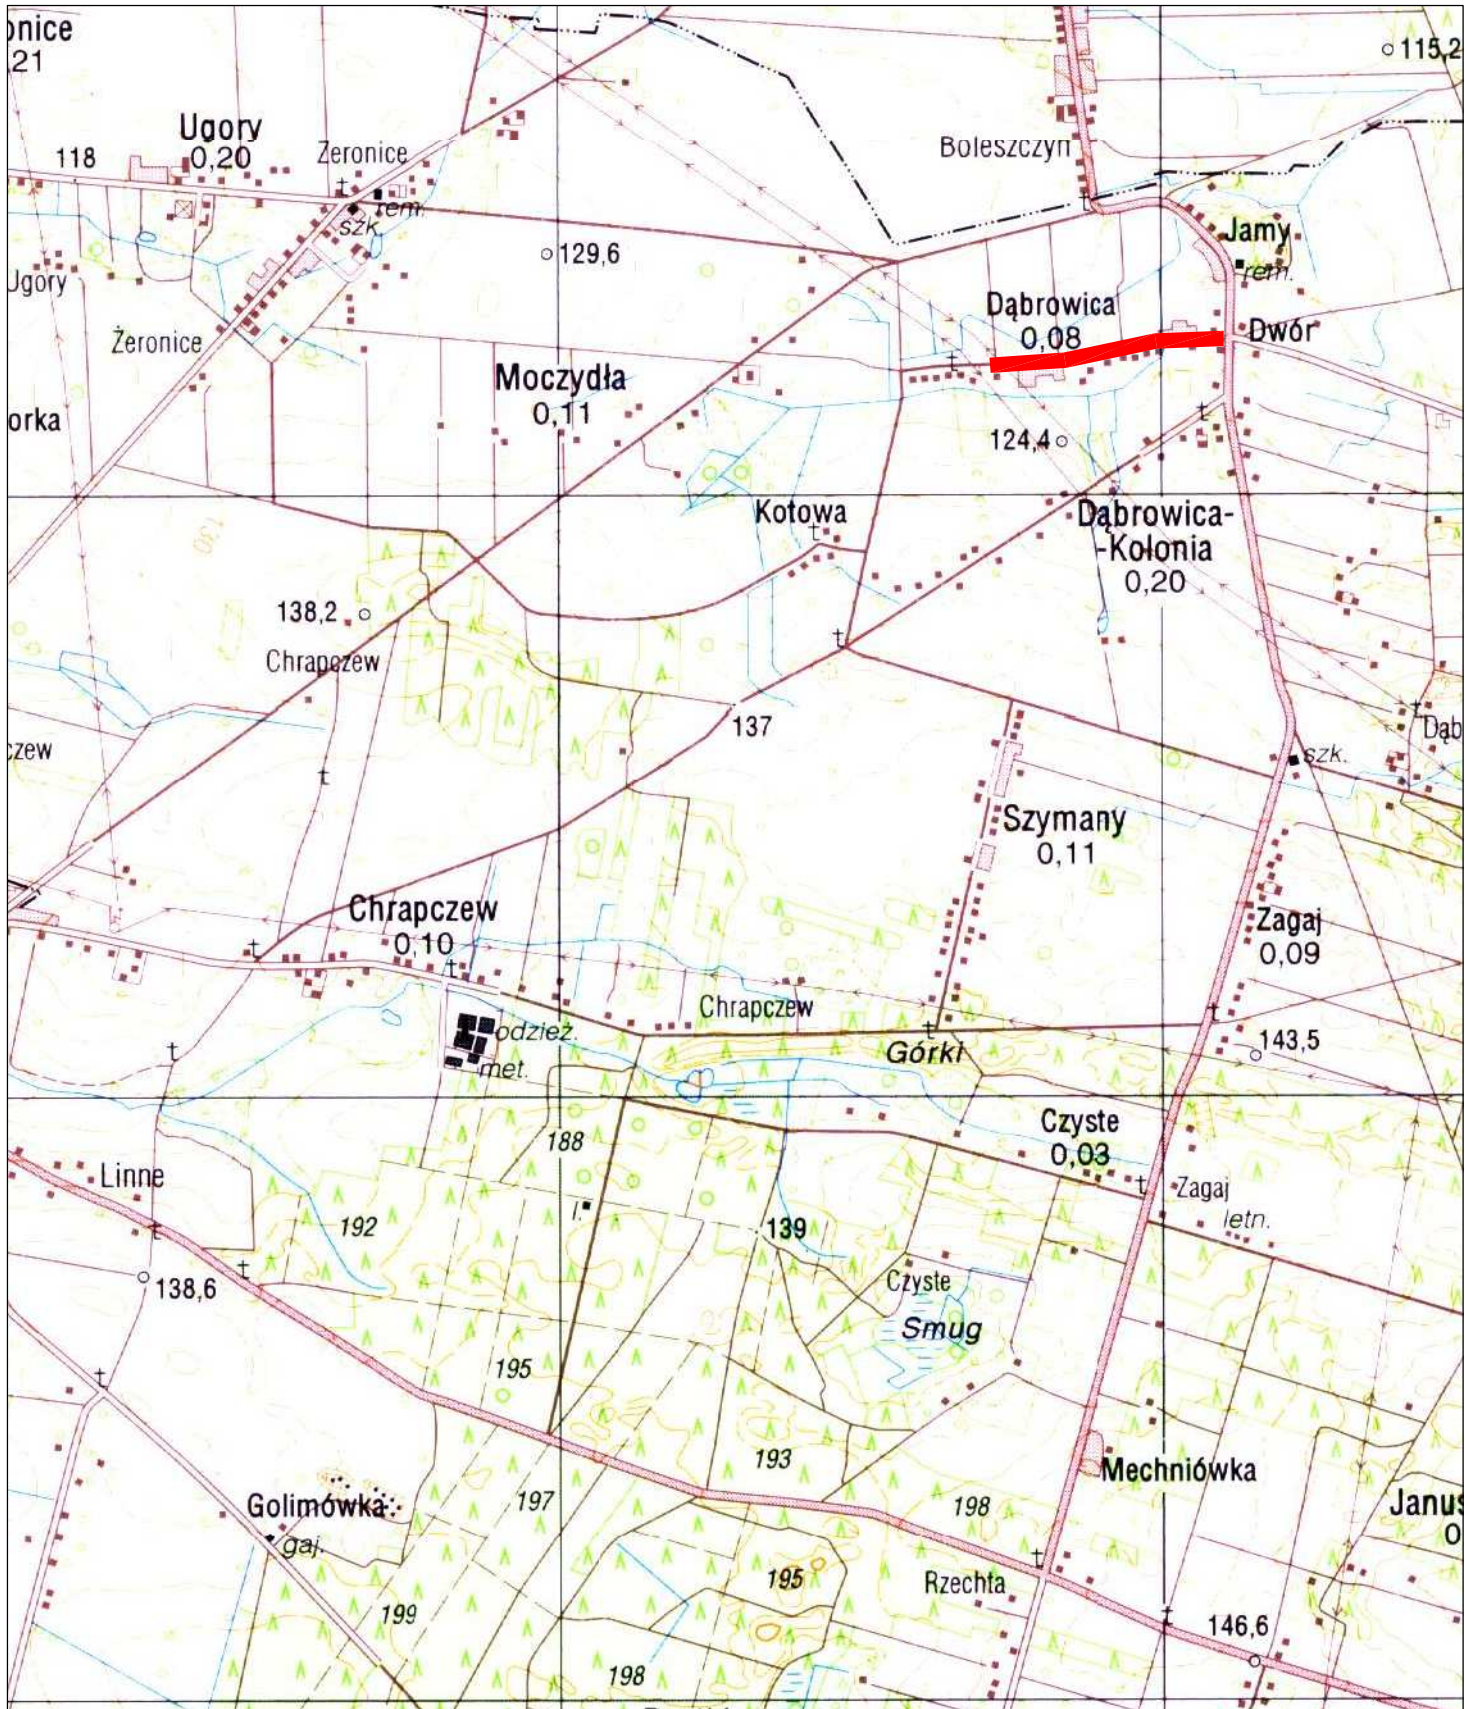 onice
21
115,2
Ugory
0,20
118
Żeronice
Boleszczyn
rem.
szk.
129,6
Jamy
rem.
Ugory
Dąbrowica
0,08
Dwór
Żeronice
Moczydła
0,11
orka
124,4
Kotowa
Dąbrowica-
-Kolonia
0,20
130
138,2
Chrapczew
137
czew
Dąb
szk.
Szymany
0,11
Chrapczew
0,10
Zagaj
0,09
Chrapczew
odzież.
met.
Górki
143,5
Czyste
0,03
188
Linne
Zagaj
letn.
192
l.
139
138,6
Czyste
Smug
195
193
Mechniówka
197
198
Golimówka
gaj.
Janus
0
Rzechta
195
199
146,6
198